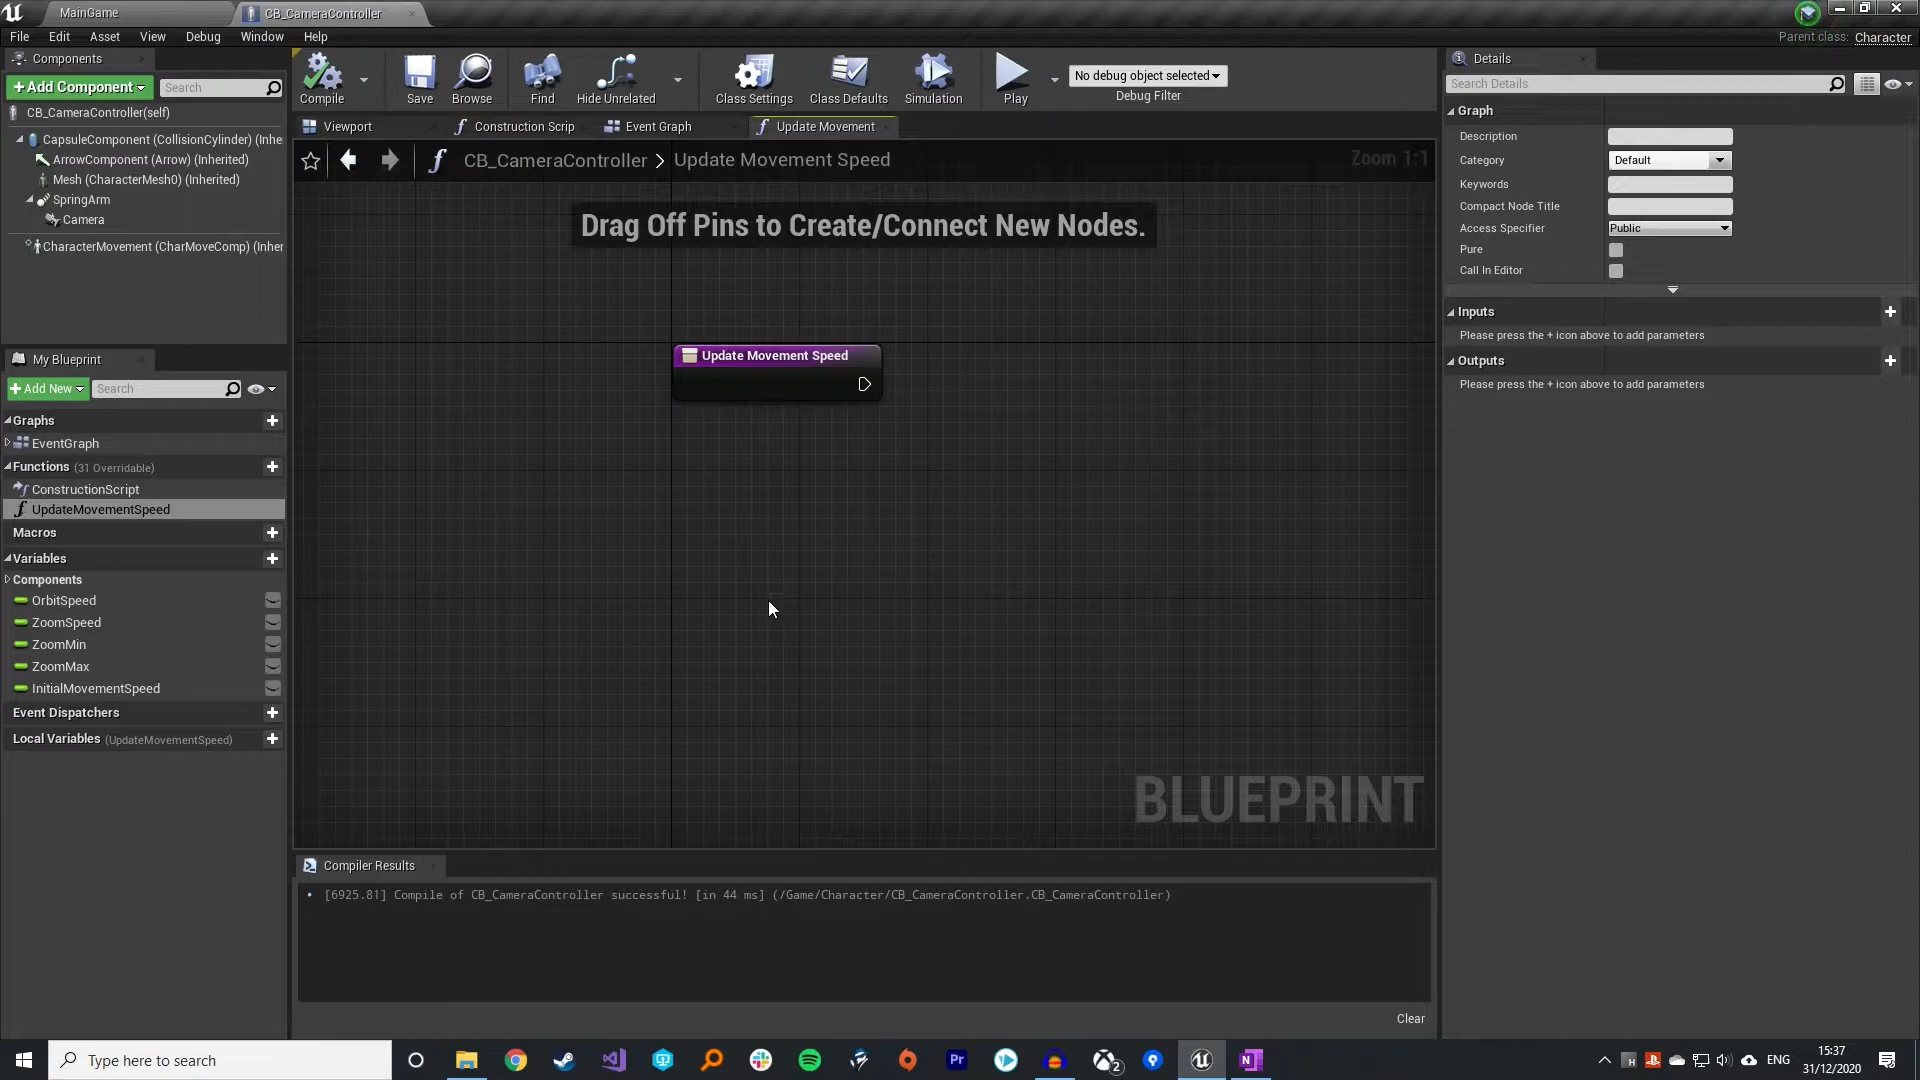 MainGame
CB_CameraController
File Edit Asset View Debug Window Help
Parent class: Character
Components
+Add Component
Search
CB_CameraController(self)
CapsuleComponent (CollisionCylinder) (Inhe
ArrowComponent (Arrow) (Inherited)
Mesh (CharacterMesh0) (Inherited)
SpringArm
Camera
CharacterMovement (CharMoveComp) (Inher
My Blueprint
+Add New
Search
Graphs
EventGraph
Functions (31 Overridable)
ConstructionScript
UpdateMovementSpeed
Macros
Variables
Components
OrbitSpeed
ZoomSpeed
ZoomMin
ZoomMax
InitialMovementSpeed
Event Dispatchers
Local Variables (UpdateMovementSpeed)
Compile
Save
Browse
Find
Hide Unrelated
Class Settings
Class Defaults
Simulation
Play
No debug object selected
Debug Filter
Viewport
Construction Scrip
Event Graph
Update Movement
CB_CameraController > Update Movement Speed
Zoom 1:1
Drag Off Pins to Create/Connect New Nodes.
Update Movement Speed
BLUEPRINT
Compiler Results
• [6925.81] Compile of CB_CameraController successful! [in 44 ms] (/Game/Character/CB_CameraController.CB_CameraController)
Clear
Details
Search Details
Graph
Description
Category Default
Keywords
Compact Node Title
Access Specifier Public
Pure
Call In Editor
Inputs
Please press the + icon above to add parameters
Outputs
Please press the + icon above to add parameters
Type here to search
Pr
2
N
H
ENG
15:37
31/12/2020